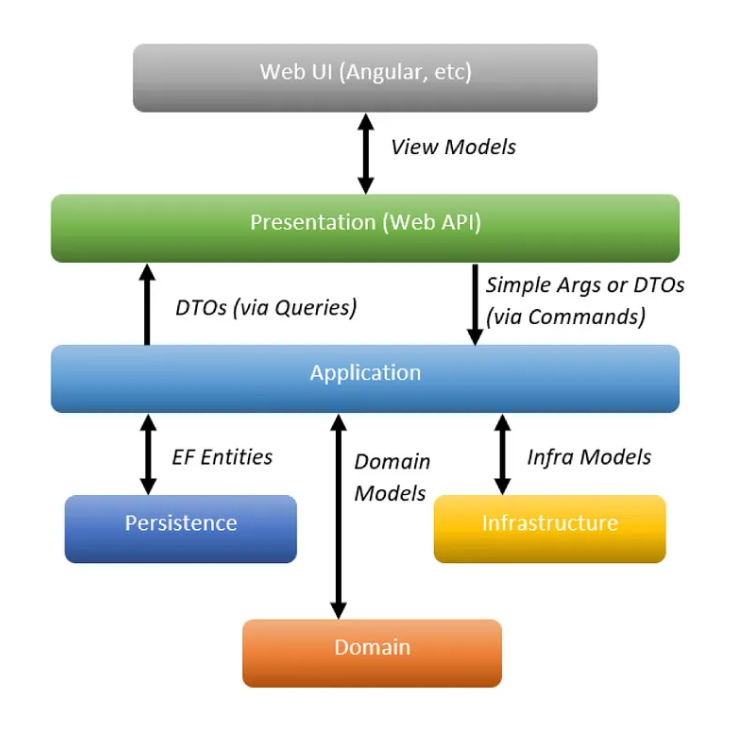 Web UI (Angular, etc)
View Models
Presentation (Web API)
DTOs (via Queries)
Simple Args or DTOs
(via Commands)
Application
EF Entities
Domain
Models
Infra Models
Persistence
Infrastructure
Domain